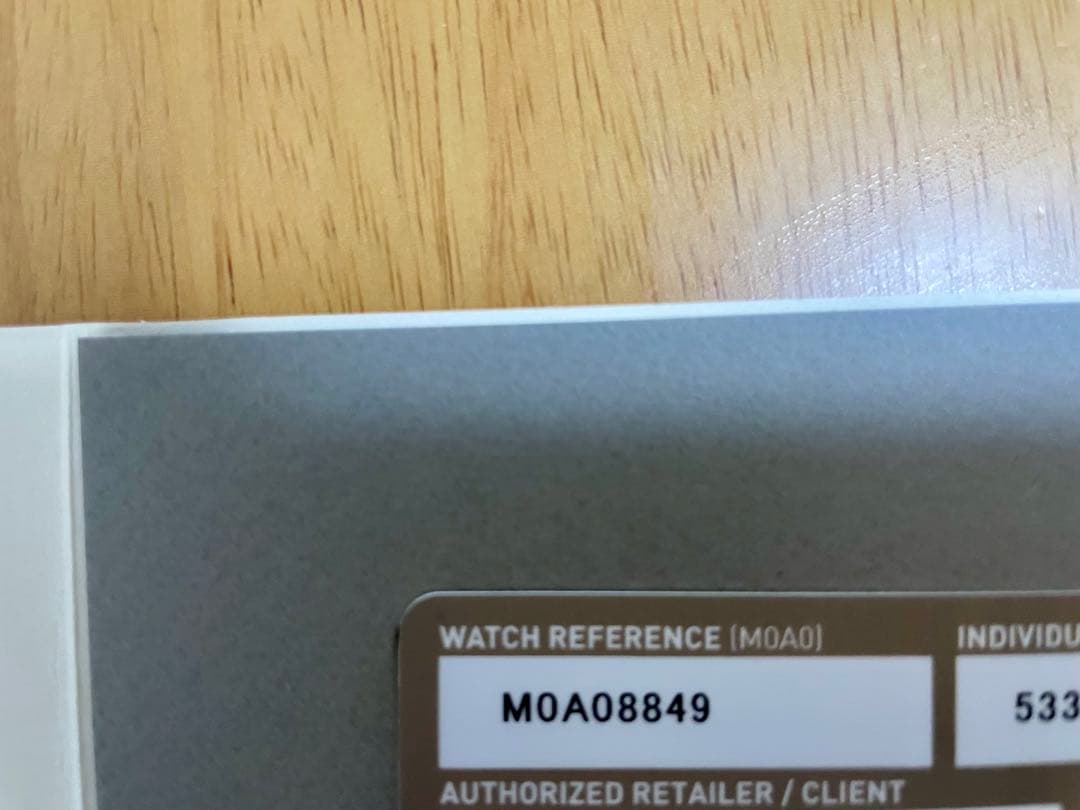 WATCH REFERENCE (M0A0)
INDIVIDU
M0A08849
533
AUTHORIZED RETAILER / CLIENT